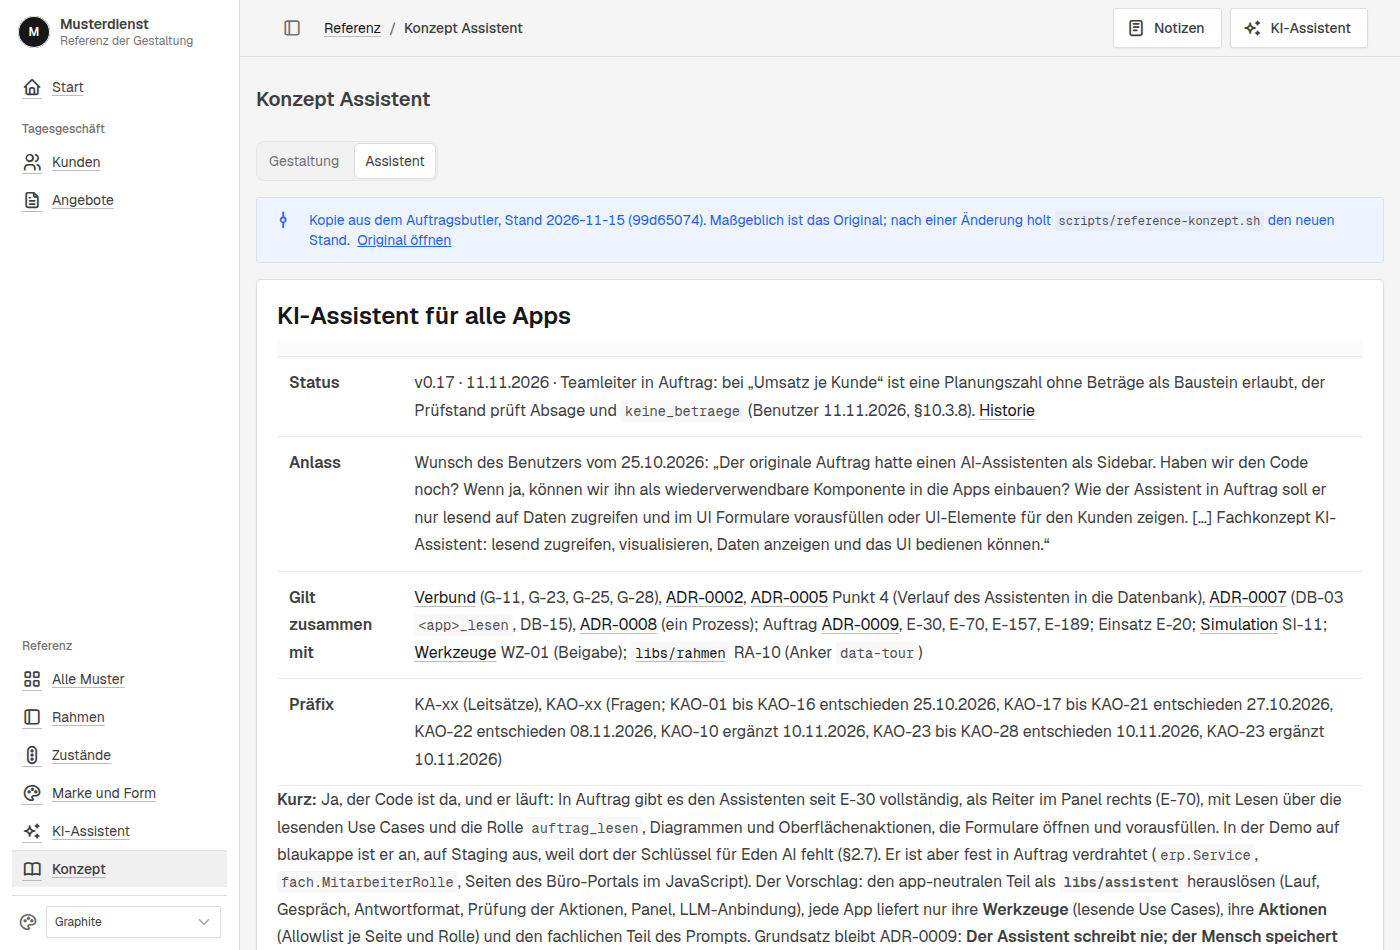 M
Musterdienst
Referenz der Gestaltung
Start
Tagesgeschäft
Kunden
Angebote
Referenz
Alle Muster
Rahmen
Zustände
Marke und Form
KI-Assistent
Konzept
Graphite
Referenz / Konzept Assistent
Notizen
KI-Assistent
Konzept Assistent
Gestaltung
Assistent
Kopie aus dem Auftragsbutler, Stand 2026-11-15 (99d65074). Maßgeblich ist das Original; nach einer Änderung holt scripts/reference-konzept.sh den neuen
Stand. Original öffnen
KI-Assistent für alle Apps
Status
v0.17 · 11.11.2026 · Teamleiter in Auftrag: bei „Umsatz je Kunde“ ist eine Planungszahl ohne Beträge als Baustein erlaubt, der
Prüfstand prüft Absage und keine_betraege (Benutzer 11.11.2026, §10.3.8). Historie
Anlass
Wunsch des Benutzers vom 25.10.2026: „Der originale Auftrag hatte einen AI-Assistenten als Sidebar. Haben wir den Code
noch? Wenn ja, können wir ihn als wiederverwendbare Komponente in die Apps einbauen? Wie der Assistent in Auftrag soll er
nur lesend auf Daten zugreifen und im UI Formulare vorausfüllen oder UI-Elemente für den Kunden zeigen. […] Fachkonzept KI-
Assistent: lesend zugreifen, visualisieren, Daten anzeigen und das UI bedienen können.“
Gilt
zusammen
mit
Verbund (G-11, G-23, G-25, G-28), ADR-0002, ADR-0005 Punkt 4 (Verlauf des Assistenten in die Datenbank), ADR-0007 (DB-03
<app>_lesen, DB-15), ADR-0008 (ein Prozess); Auftrag ADR-0009, E-30, E-70, E-157, E-189; Einsatz E-20; Simulation SI-11;
Werkzeuge WZ-01 (Beigabe); libs/rahmen RA-10 (Anker data-tour)
Präfix
KA-xx (Leitsätze), KAO-xx (Fragen; KAO-01 bis KAO-16 entschieden 25.10.2026, KAO-17 bis KAO-21 entschieden 27.10.2026,
KAO-22 entschieden 08.11.2026, KAO-10 ergänzt 10.11.2026, KAO-23 bis KAO-28 entschieden 10.11.2026, KAO-23 ergänzt
10.11.2026)
Kurz: Ja, der Code ist da, und er läuft: In Auftrag gibt es den Assistenten seit E-30 vollständig, als Reiter im Panel rechts (E-70), mit Lesen über die
lesenden Use Cases und die Rolle auftrag_lesen, Diagrammen und Oberflächenaktionen, die Formulare öffnen und vorausfüllen. In der Demo auf
blaukappe ist er an, auf Staging aus, weil dort der Schlüssel für Eden AI fehlt (§2.7). Er ist aber fest in Auftrag verdrahtet (erp.Service,
fach.MitarbeiterRolle, Seiten des Büro-Portals im JavaScript). Der Vorschlag: den app-neutralen Teil als libs/assistent herauslösen (Lauf,
Gespräch, Antwortformat, Prüfung der Aktionen, Panel, LLM-Anbindung), jede App liefert nur ihre Werkzeuge (lesende Use Cases), ihre Aktionen
(Allowlist je Seite und Rolle) und den fachlichen Teil des Prompts. Grundsatz bleibt ADR-0009: Der Assistent schreibt nie; der Mensch speichert